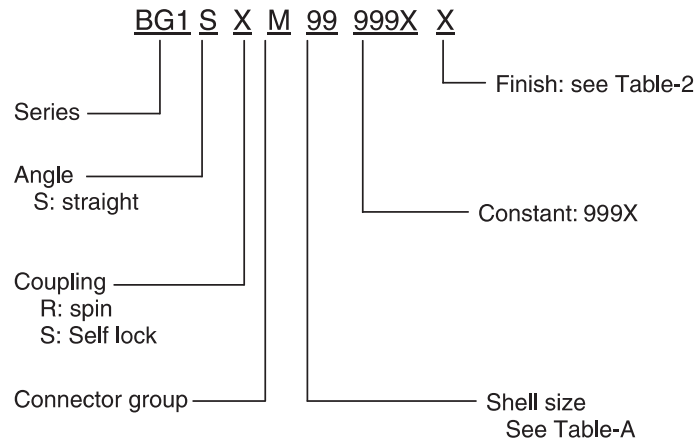 BG1 S X M 99 999X X
Finish: see Table-2
Series
Angle
S: straight
Constant: 999X
Coupling
R: spin
S: Self lock
Connector group
Shell size
See Table-A